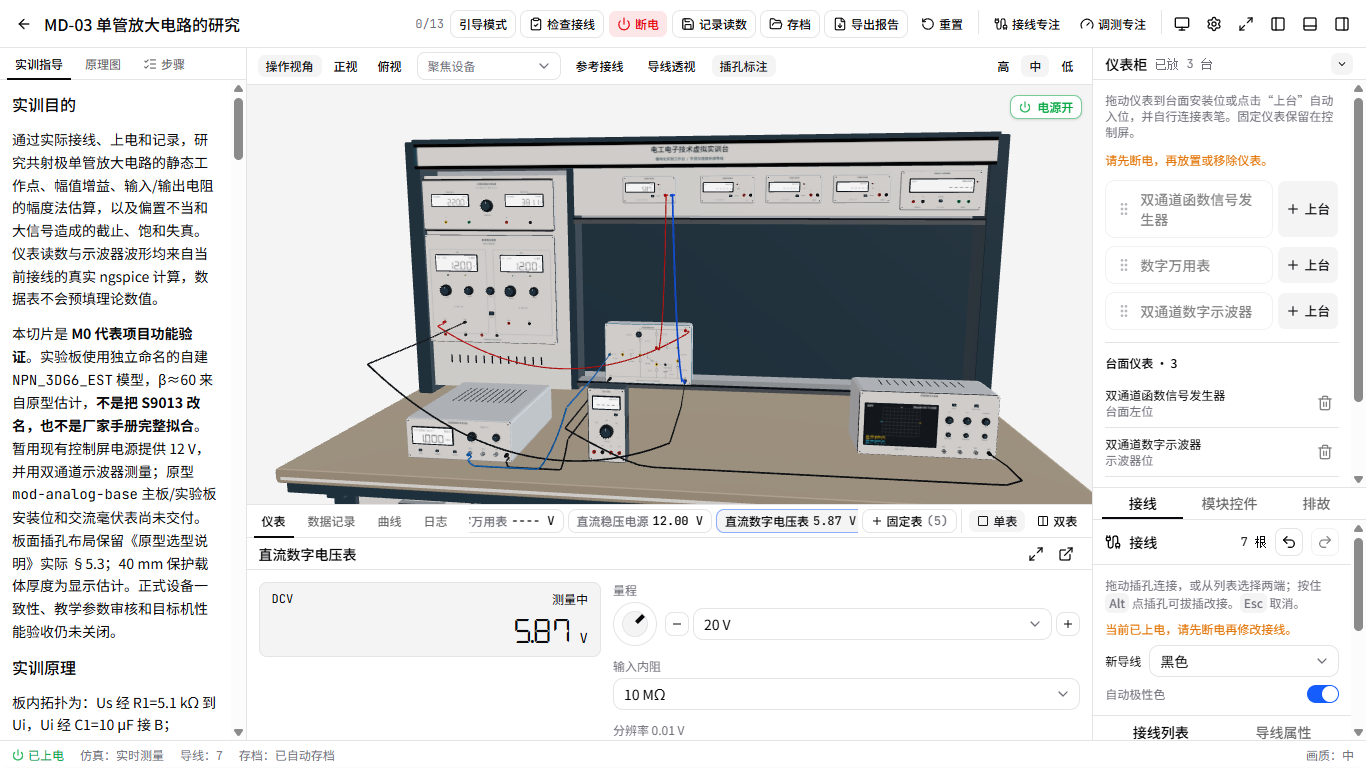 MD-03 单管放大电路的研究
0/13
引导模式
检查接线
断电
记录读数
存档
导出报告
重置
接线专注
调测专注
实训指导
原理图
步骤
操作视角
正视
俯视
聚焦设备
参考接线
导线透视
插孔标注
高
中
低
仪表柜 已放 3 台
实训目的
通过实际接线、上电和记录，研
究共射极单管放大电路的静态工
作点、幅值增益、输入/输出电阻
的幅度法估算，以及偏置不当和
大信号造成的截止、饱和失真。
仪表读数与示波器波形均来自当
前接线的真实 ngspice 计算，数
据表不会预填理论数值。
本切片是 M0 代表项目功能验
证。实验板使用独立命名的自建
NPN_3DG6_EST 模型，β≈60 来
自原型估计，不是把 S9013 改
名，也不是厂家手册完整拟合。
暂用现有控制屏电源提供 12 V，
并用双通道示波器测量；原型
mod-analog-base 主板/实验板
安装位和交流毫伏表尚未交付。
板面插孔布局保留《原型选型说
明》实际 §5.3；40 mm 保护载
体厚度为显示估计。正式设备一
致性、教学参数审核和目标机性
能验收仍未关闭。
实训原理
板内拓扑为：Us 经 R1=5.1 kΩ 到
Ui，Ui 经 C1=10 μF 接 B；
电源开
电工电子技术虚拟实训台
1200
1200
1.000
仪表
数据记录
曲线
日志
万用表 ---- V
直流稳压电源 12.00 V
直流数字电压表 5.87 V
固定表（5）
单表
双表
直流数字电压表
DCV
测量中
5.87 V
量程
20 V
输入内阻
10 MΩ
分辨率 0.01 V
拖动仪表到台面安装位或点击“上台”自动
入位，并自行连接表笔。固定仪表保留在控
制屏。
请先断电，再放置或移除仪表。
双通道函数信号发
生器
上台
数字万用表
上台
双通道数字示波器
上台
台面仪表 · 3
双通道函数信号发生器
台面左位
双通道数字示波器
示波器位
接线
模块控件
排故
接线
7 根
拖动插孔连接，或从列表选择两端；按住
Alt 点插孔可拔插改接。 Esc 取消。
当前已上电，请先断电再修改接线。
新导线
黑色
自动极性色
接线列表
导线属性
已上电
仿真：实时测量
导线：7
存档：已自动存档
画质：中